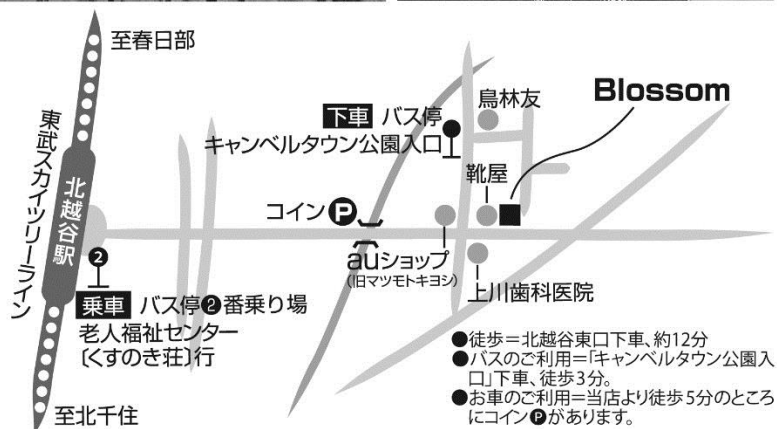 至春日部
東武スカイツリーライン
北越谷駅
❷
乗車 バス停❷番乗り場
老人福祉センター
〔くすのき荘〕行
至北千住
下車 バス停
キャンベルタウン公園入口
鳥林友
Blossom
靴屋
コインP
auショップ
(旧マツモトキヨシ)
上川歯科医院
●徒歩＝北越谷東口下車、約12分
●バスのご利用＝「キャンベルタウン公園入
口」下車、徒歩3分。
●お車のご利用＝当店より徒歩5分のところ
にコインPがあります。